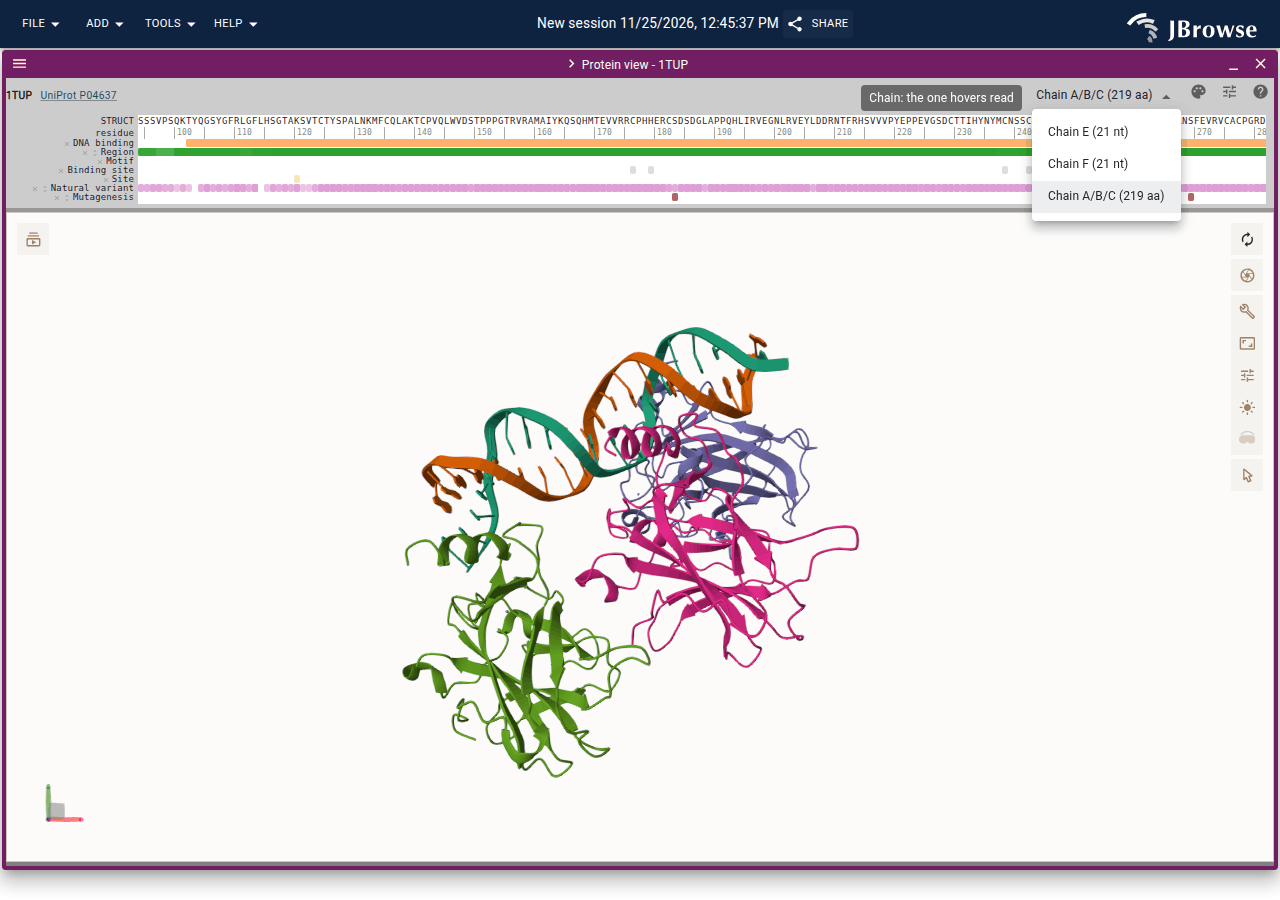 FILE ADD TOOLS HELP New session 11/25/2026, 12:45:37 PM SHARE JBrowse
Protein view - 1TUP
1TUP UniProt P04637 Chain: the one hovers read Chain A/B/C (219 aa)
STRUCT SSSVPSQKTYQGSYGFRLGFLHSGTAKSVTCTYSPALNKMFCQLAKTCPVQLWVDSTPPPGTRVRAMAIYKQSQHMTEVVRRCPHHERCSDSDGLAPPQHLIRVEGNLRVEYLDDRNTFRHSVVVPYEPPEVGSDCTTIHYNYMCNSSC NSFEVRVCACPGRD
residue 100 110 120 130 140 150 160 170 180 190 200 210 220 230 240 270 28
DNA binding
Region
Motif
Binding site
Site
Natural variant
Mutagenesis
Chain E (21 nt)
Chain F (21 nt)
Chain A/B/C (219 aa)